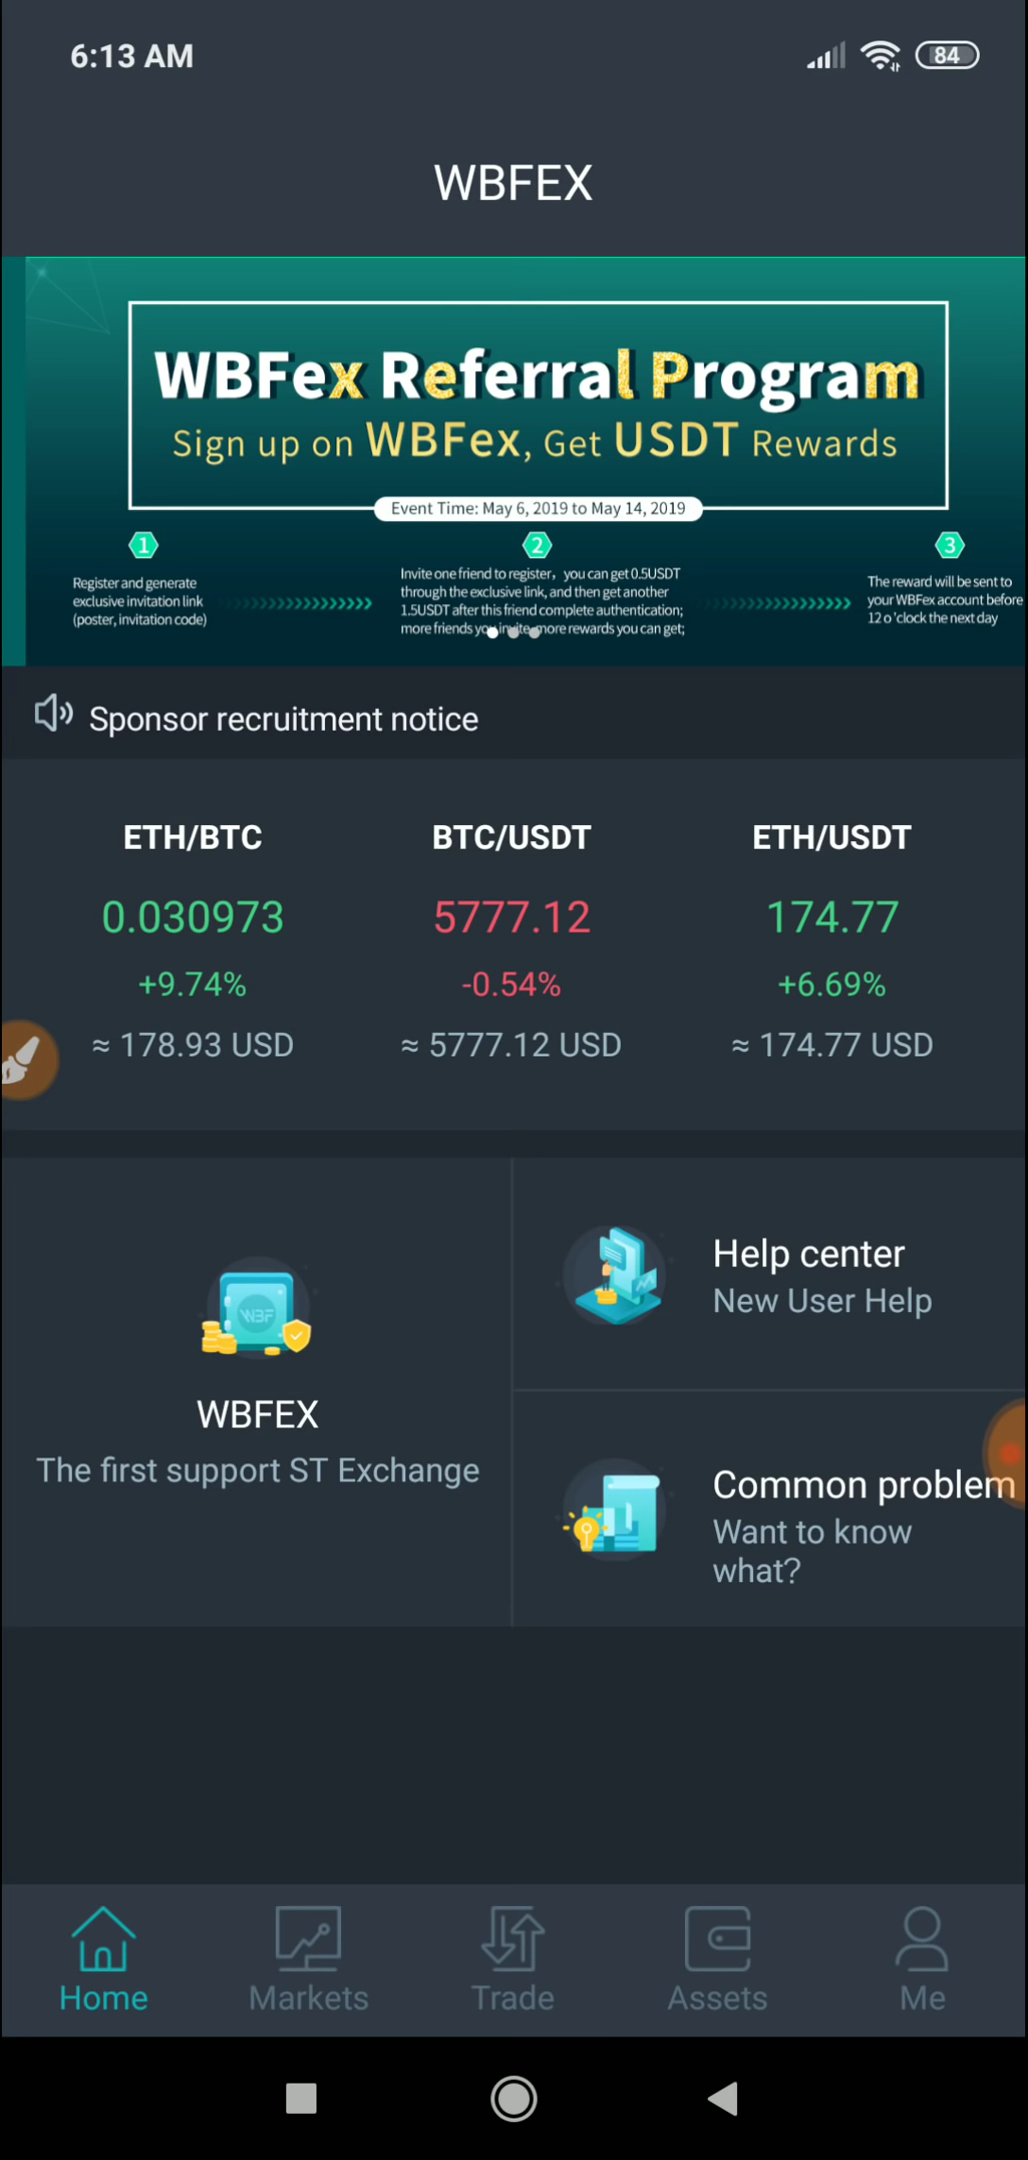 6:13 AM
84
WBFEX
WBFex Referral Program
Sign up on WBFex, Get USDT Rewards
Event Time: May 6, 2019 to May 14, 2019
1
2
3
Register and generate
exclusive invitation link
(poster, invitation code)
Invite one friend to register, you can get 0.5USDT
through the exclusive link, and then get another
1.5USDT after this friend complete authentication;
more friends you invite, more rewards you can get;
The reward will be sent to
your WBFex account before
12 o 'clock the next day
Sponsor recruitment notice
ETH/BTC
0.030973
+9.74%
≈ 178.93 USD
BTC/USDT
5777.12
-0.54%
≈ 5777.12 USD
ETH/USDT
174.77
+6.69%
≈ 174.77 USD
WBF
WBFEX
The first support ST Exchange
Help center
New User Help
Common problem
Want to know
what?
Home
Markets
Trade
Assets
Me